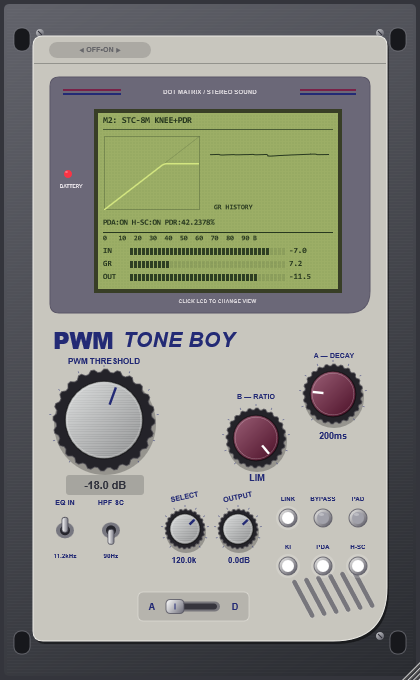 ◄ OFF•ON ►
DOT MATRIX / STEREO SOUND
M2: STC-8M KNEE+PDR
GR HISTORY
PDA:ON H-SC:ON PDR:42.2378%
0 10 20 30 40 50 60 70 80 90 8
IN -7.0
GR 7.2
OUT -11.5
BATTERY
CLICK LCD TO CHANGE VIEW
PWM TONE BOY
PWM THRESHOLD
A — DECAY
B — RATIO
200ms
LIM
-18.0 dB
EQ IN
HPF SC
SELECT
OUTPUT
LINK
BYPASS
PAD
11.2kHz
90Hz
120.0k
0.0dB
KI
PDA
H-SC
A
D